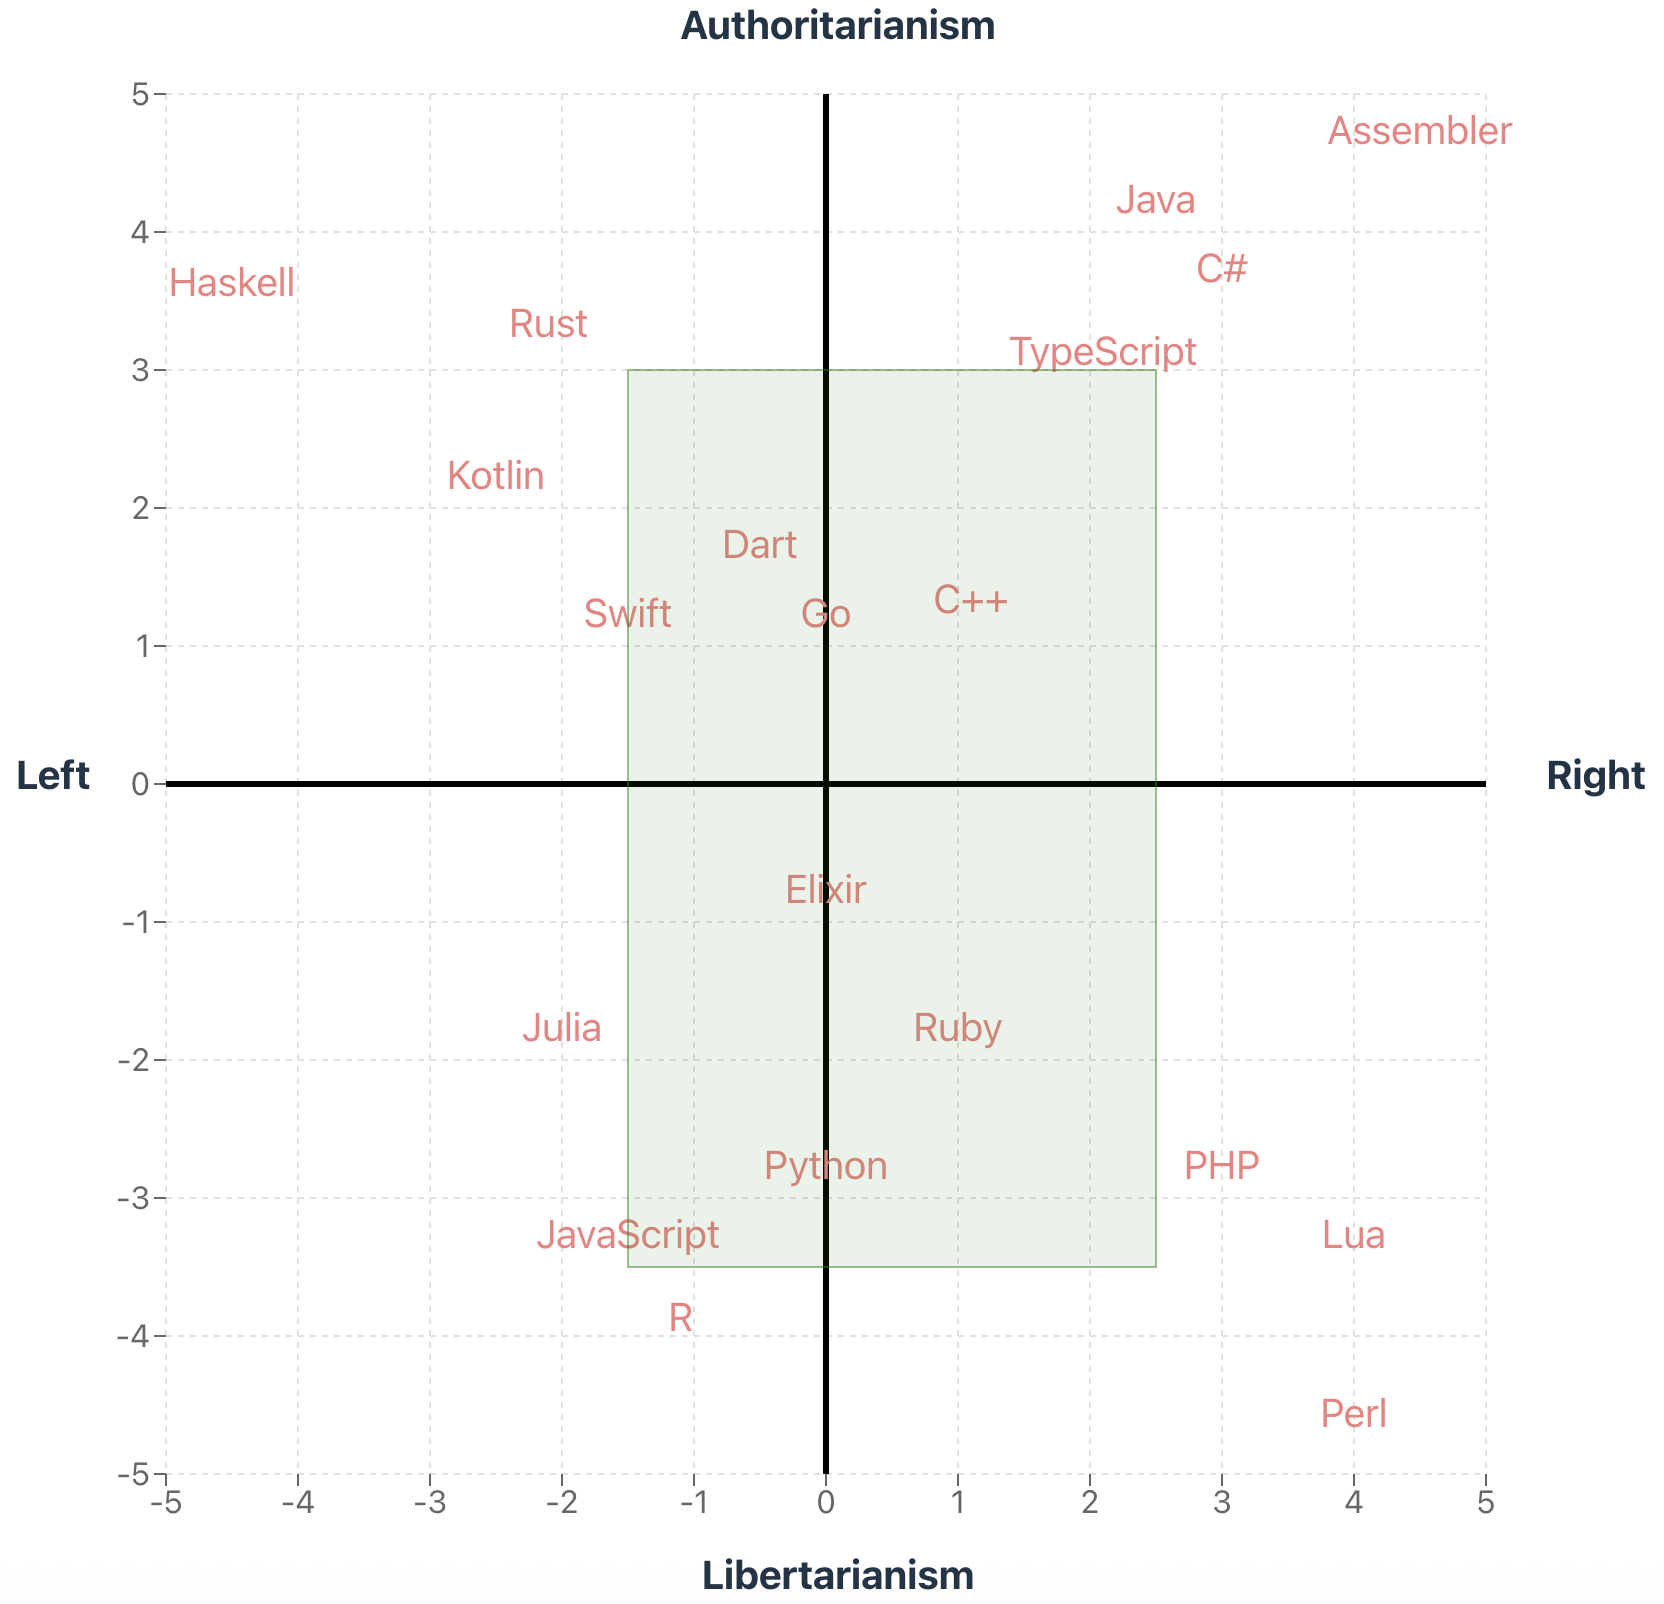 Authoritarianism
5
Assembler
Java
4
C#
Haskell
Rust
TypeScript
3
Kotlin
2
Dart
C++
Swift
Go
1
Left
0
Right
Elixir
-1
Julia
Ruby
-2
Python
PHP
-3
JavaScript
Lua
R
-4
Perl
-5
-5 -4 -3 -2 -1 0 1 2 3 4 5
Libertarianism